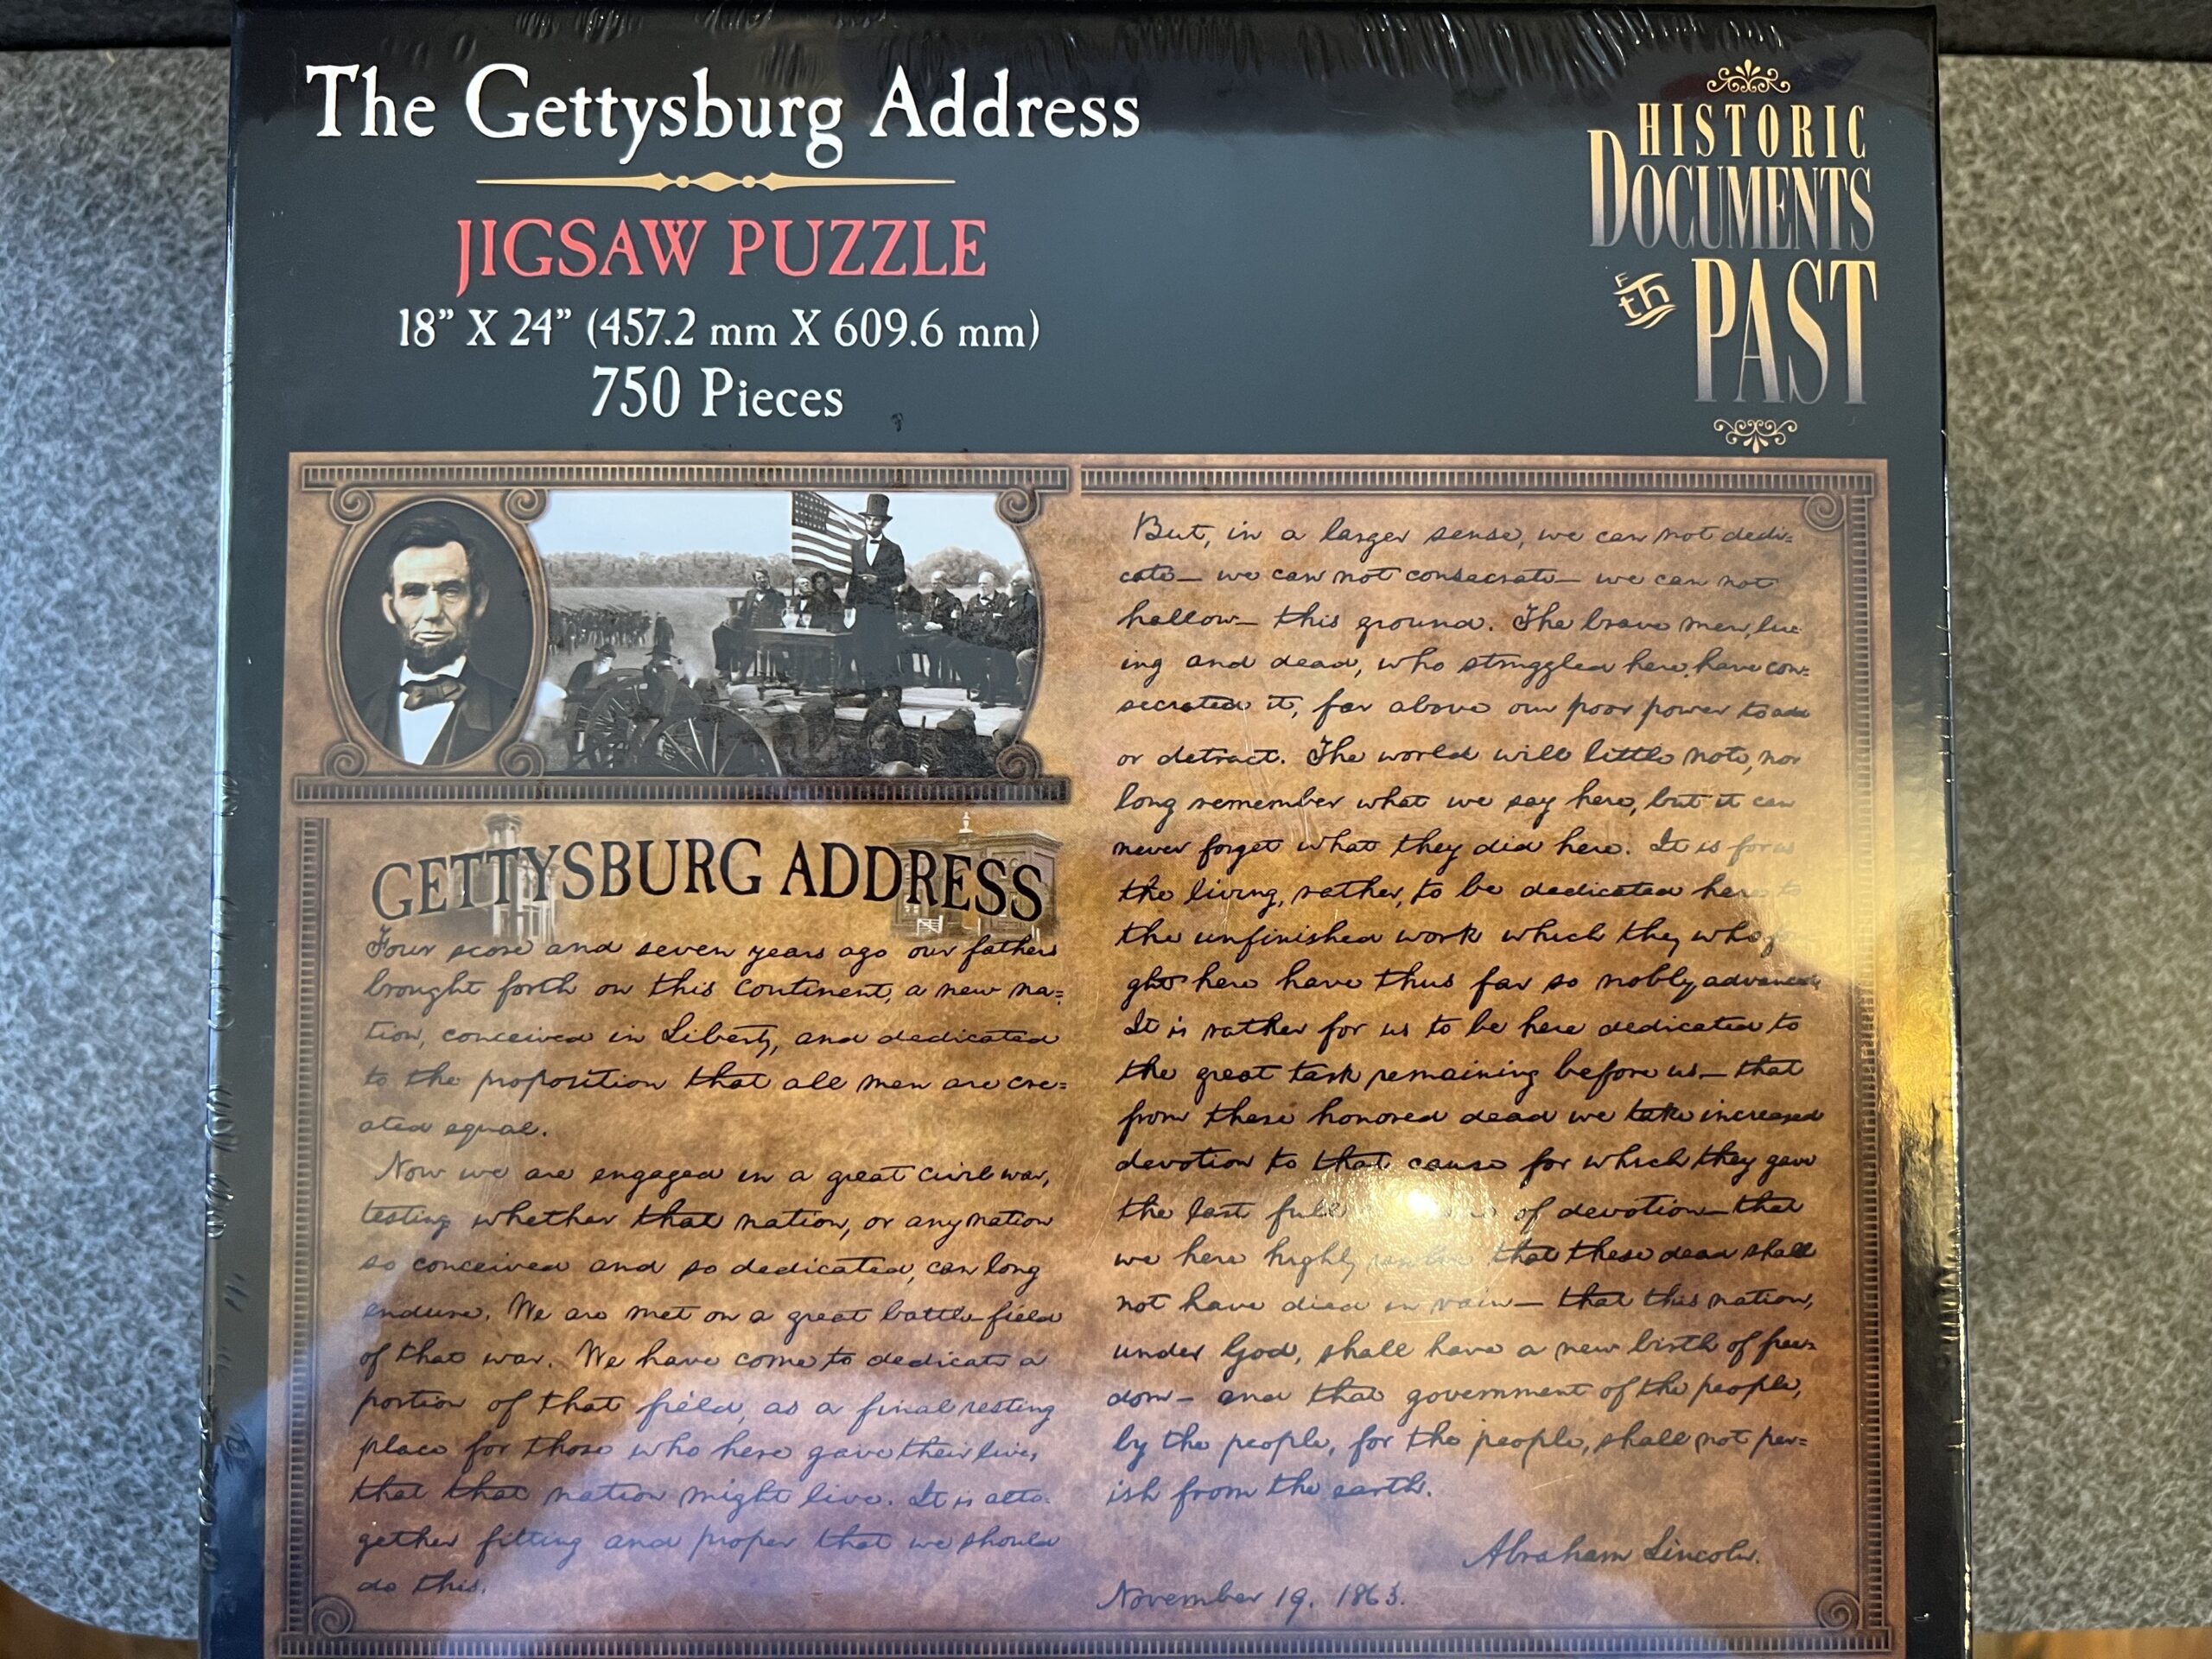 The Gettysburg Address
JIGSAW PUZZLE
18” X 24” (457.2 mm X 609.6 mm)
750 Pieces
HISTORIC
DOCUMENTS
F th PAST
GETTYSBURG ADDRESS
Four score and seven years ago our fathers
brought forth on this continent, a new na=
tion, conceived in Liberty, and dedicated
to the proposition that all men are cre=
ated equal.
Now we are engaged in a great civil war,
testing whether that nation, or any nation
so conceived and so dedicated, can long
endure. We are met on a great battle-field
of that war. We have come to dedicate a
portion of that field, as a final resting
place for those who here gave their lives
that that nation might live. It is alto-
gether fitting and proper that we should
do this.
But, in a larger sense, we can not dedi=
cate— we can not consecrate— we can not
hallow— this ground. The brave men, liv-
ing and dead, who struggled here, have con=
secrated it, far above our poor power to add
or detract. The world will little note, nor
long remember what we say here, but it can
never forget what they did here. It is for us
the living, rather, to be dedicated here to
the unfinished work which they who fo
ght here have thus far so nobly advanced.
It is rather for us to be here dedicated to
the great task remaining before us— that
from these honored dead we take increased
devotion to that cause for which they gave
the last full of devotion— that
we here highly that these dead shall
not have died in vain— that this nation,
under God, shall have a new birth of free=
dom— and that government of the people,
by the people, for the people, shall not per=
ish from the earth.
Abraham Lincoln.
November 19, 1863.